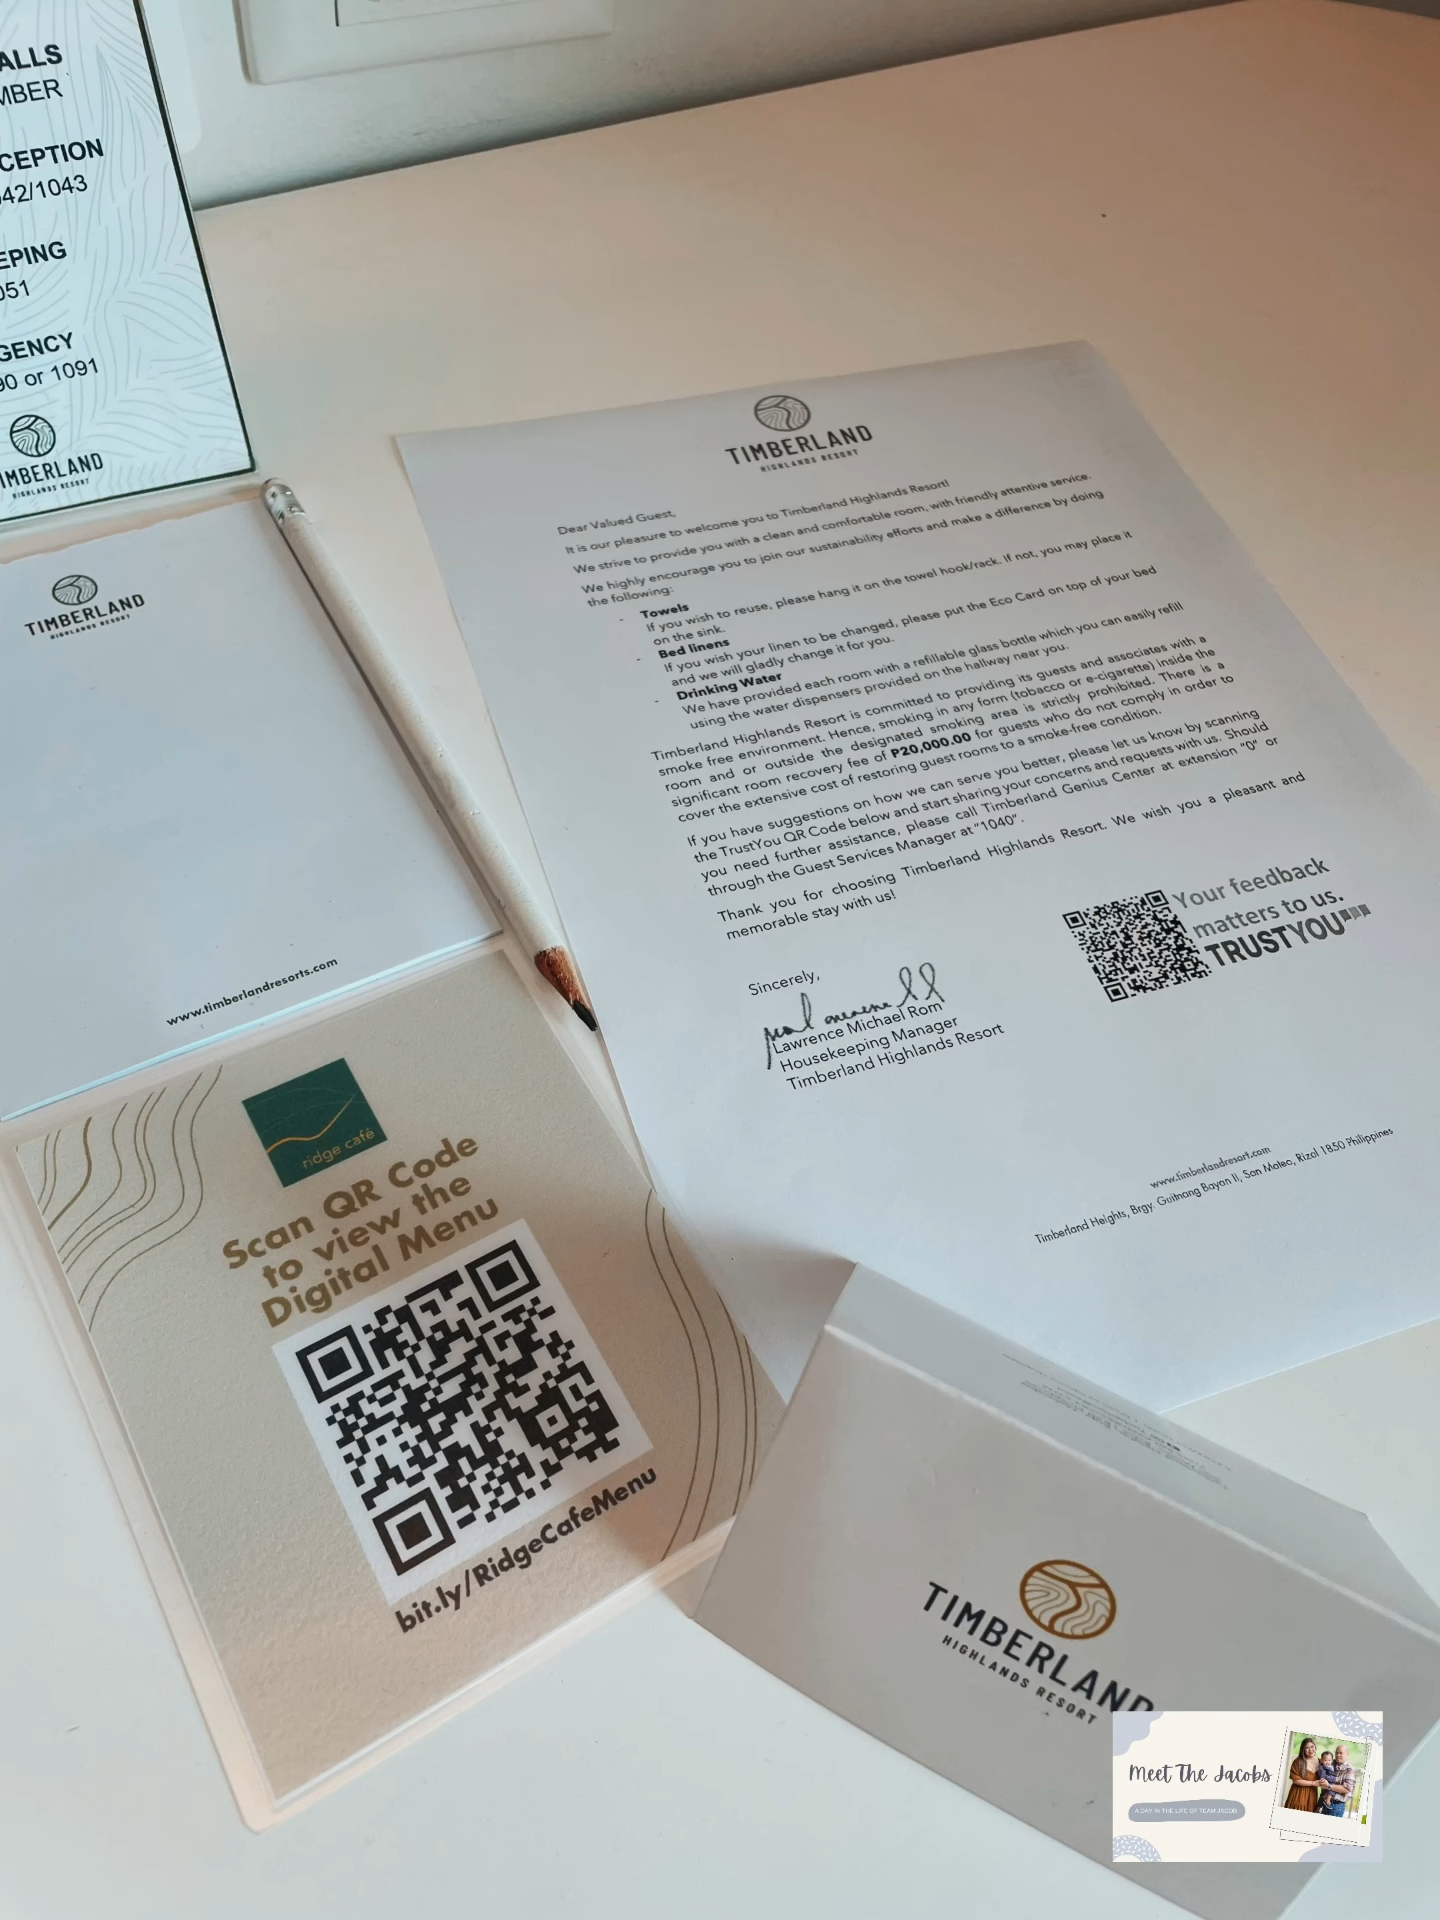 ALLS
MBER
CEPTION
042/1043
EPING
051
GENCY
90 or 1091
TIMBERLAND
HIGHLANDS RESORT
TIMBERLAND
HIGHLANDS RESORT
www.timberlandresorts.com
TIMBERLAND
HIGHLANDS RESORT
Dear Valued Guest,
It is our pleasure to welcome you to Timberland Highlands Resort!
We strive to provide you with a clean and comfortable room, with friendly attentive service.
We highly encourage you to join our sustainability efforts and make a difference by doing
the following:
- Towels
If you wish to reuse, please hang it on the towel hook/rack. If not, you may place it
on the sink.
- Bed linens
If you wish your linen to be changed, please put the Eco Card on top of your bed
and we will gladly change it for you.
- Drinking Water
We have provided each room with a refillable glass bottle which you can easily refill
using the water dispensers provided on the hallway near you.
Timberland Highlands Resort is committed to providing its guests and associates with a
smoke free environment. Hence, smoking in any form (tobacco or e-cigarette) inside the
room and or outside the designated smoking area is strictly prohibited. There is a
significant room recovery fee of P20,000.00 for guests who do not comply in order to
cover the extensive cost of restoring guest rooms to a smoke-free condition.
If you have suggestions on how we can serve you better, please let us know by scanning
the TrustYou QR Code below and start sharing your concerns and requests with us. Should
you need further assistance, please call Timberland Genius Center at extension "0" or
through the Guest Services Manager at "1040".
Thank you for choosing Timberland Highlands Resort. We wish you a pleasant and
memorable stay with us!
Your feedback
matters to us.
TRUSTYOU
Sincerely,
Lawrence Michael Rom
Housekeeping Manager
Timberland Highlands Resort
www.timberlandresort.com
Timberland Heights, Brgy. Guitnang Bayan II, San Mateo, Rizal 1850 Philippines
ridge café
Scan QR Code
to view the
Digital Menu
bit.ly/RidgeCafeMenu
TIMBERLAND
HIGHLANDS RESORT
Meet The Jacobs
A DAY IN THE LIFE OF TEAM JACOB